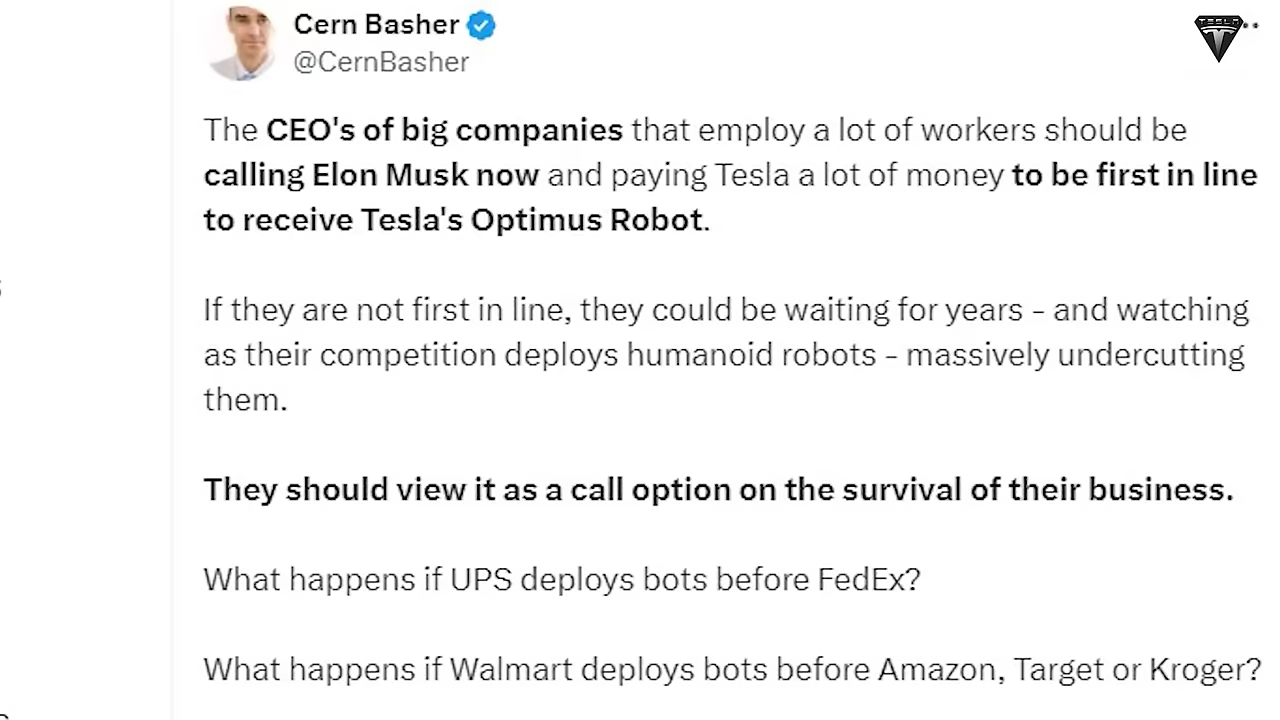 Cern Basher
@CernBasher
TESLA
The CEO's of big companies that employ a lot of workers should be
calling Elon Musk now and paying Tesla a lot of money to be first in line
to receive Tesla's Optimus Robot.
If they are not first in line, they could be waiting for years - and watching
as their competition deploys humanoid robots - massively undercutting
them.
They should view it as a call option on the survival of their business.
What happens if UPS deploys bots before FedEx?
What happens if Walmart deploys bots before Amazon, Target or Kroger?